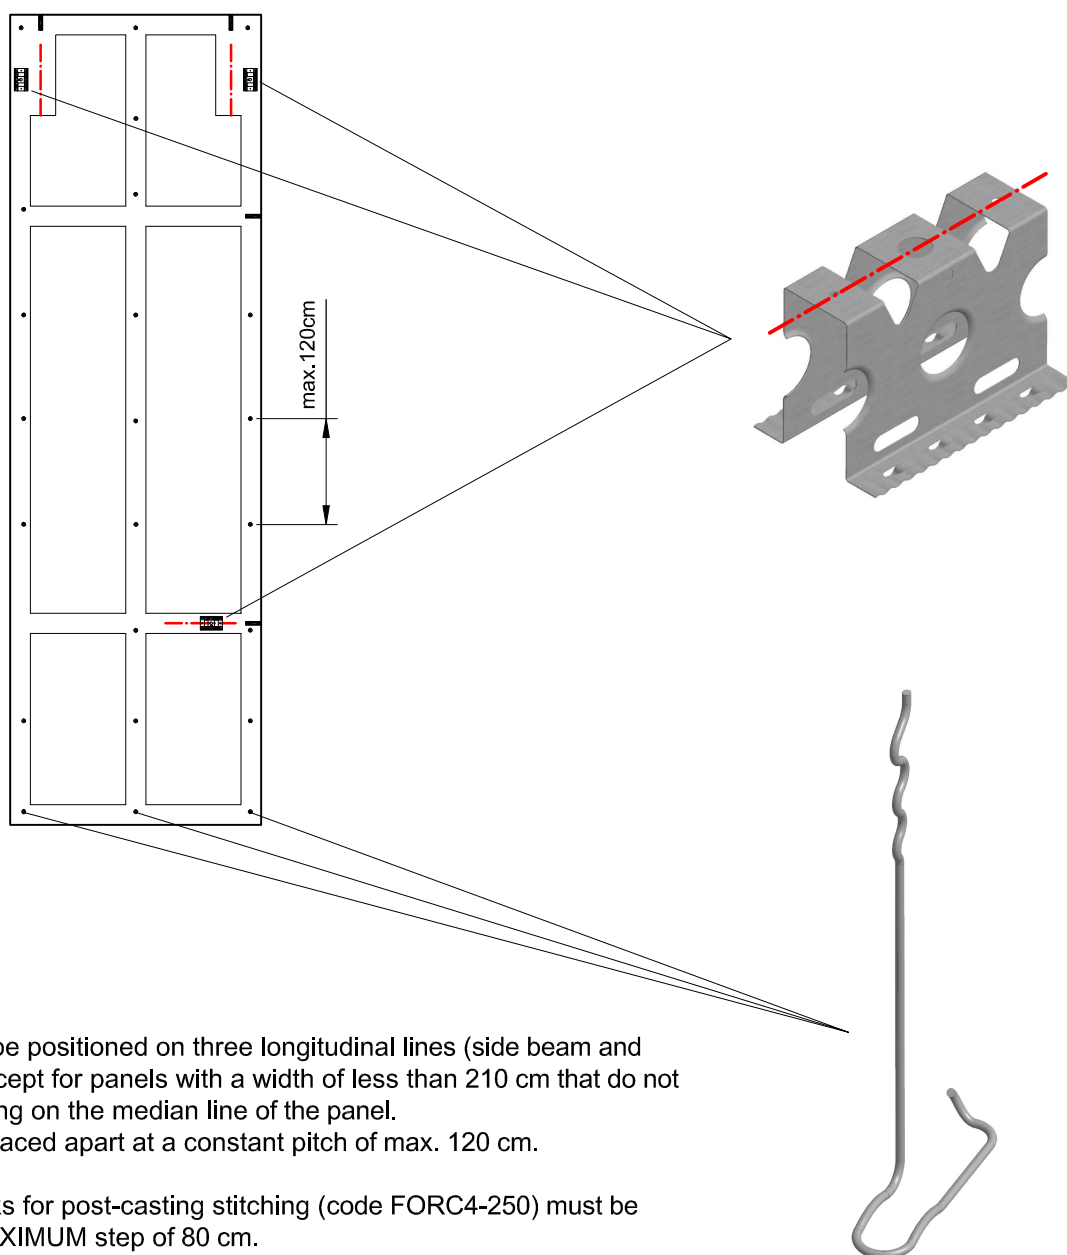 max.120cm
be positioned on three longitudinal lines (side beam and
cept for panels with a width of less than 210 cm that do not
ng on the median line of the panel.
laced apart at a constant pitch of max. 120 cm.
ks for post-casting stitching (code FORC4-250) must be
XIMUM step of 80 cm.